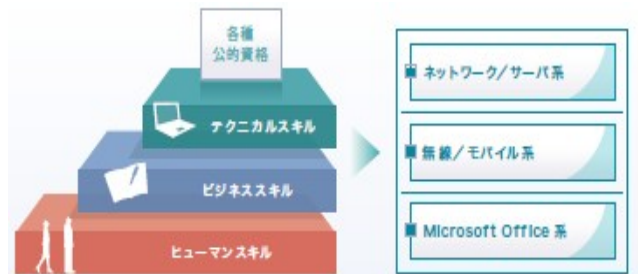 各種
公的資格
テクニカルスキル
ビジネススキル
ヒューマンスキル
ネットワーク/サーバ系
無線/モバイル系
Microsoft Office 系